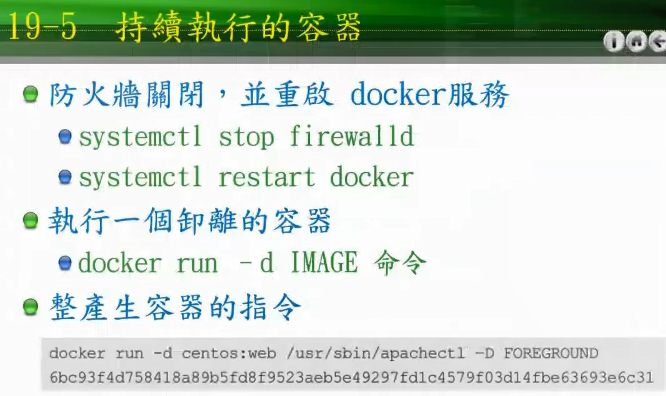 19-5 持續執行的容器
防火牆關閉，並重啟 docker服務
systemctl stop firewalld
systemctl restart docker
執行一個卸離的容器
docker run –d IMAGE 命令
整產生容器的指令
docker run -d centos:web /usr/sbin/apachectl -D FOREGROUND
6bc93f4d758418a89b5fd8f9523aeb5e49297fd1c4579f03d14fbe63693e6c31